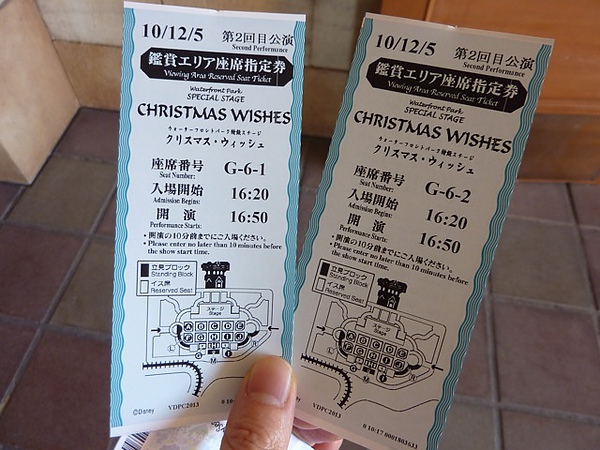 10/12/5 第2回目公演
Second Performance
鑑賞エリア座席指定券
Viewing Area Reserved Seat Ticket
Waterfront Park
SPECIAL STAGE
CHRISTMAS WISHES
ウォーターフロントパーク特設ステージ
クリスマス・ウィッシュ
座席番号 G-6-1
Seat Number:
入場開始 16:20
Admission Begins:
開演 16:50
Performance Starts:
・開演の10分前までにご入場ください。
• Please enter no later than 10 minutes before
the show start time.
立見ブロック
Standing Block
イス席
Reserved Seat
ステージ
Stage
M
©Disney VDPC2013
10/12/5 第2回目公演
Second Performance
鑑賞エリア座席指定券
Viewing Area Reserved Seat Ticket
Waterfront Park
SPECIAL STAGE
CHRISTMAS WISHES
ウォーターフロントパーク特設ステージ
クリスマス・ウィッシュ
座席番号 G-6-2
Seat Number:
入場開始 16:20
Admission Begins:
開演 16:50
Performance Starts:
・開演の10分前までにご入場ください。
• Please enter no later than 10 minutes before
the show start time.
立見ブロック
Standing Block
イス席
Reserved Seat
ステージ
Stage
M
VDPC2013 # 10/17 0001803633